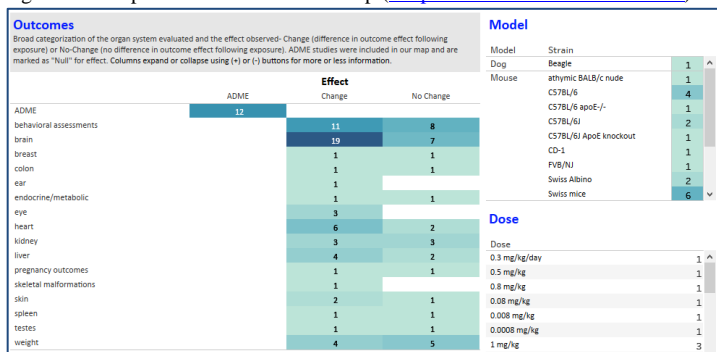 Outcomes
Broad categorization of the organ system evaluated and the effect observed- Change (difference in outcome effect following
exposure) or No-Change (no difference in outcome effect following exposure). ADME studies were included in our map and are
marked as "Null" for effect. Columns expand or collapse using (+) or (-) buttons for more or less information.
Effect
ADME Change No Change
ADME 12
behavioral assessments 11 8
brain 19 7
breast 1 1
colon 1 1
ear 1
endocrine/metabolic 1 1
eye 3
heart 6 2
kidney 3 3
liver 4 2
pregnancy outcomes 1 1
skeletal malformations 1
skin 2 1
spleen 1 1
testes 1 1
weight 4 5
Model
Model Strain
Dog Beagle 1
Mouse athymic BALB/c nude 1
C57BL/6 4
C57BL/6 apoE-/- 1
C57BL/6J 2
C57BL/6J ApoE knockout 1
CD-1 1
FVB/NJ 1
Swiss Albino 2
Swiss mice 6
Dose
Dose
0.3 mg/kg/day 1
0.5 mg/kg 1
0.8 mg/kg 1
0.08 mg/kg 1
0.008 mg/kg 1
0.0008 mg/kg 1
1 mg/kg 3